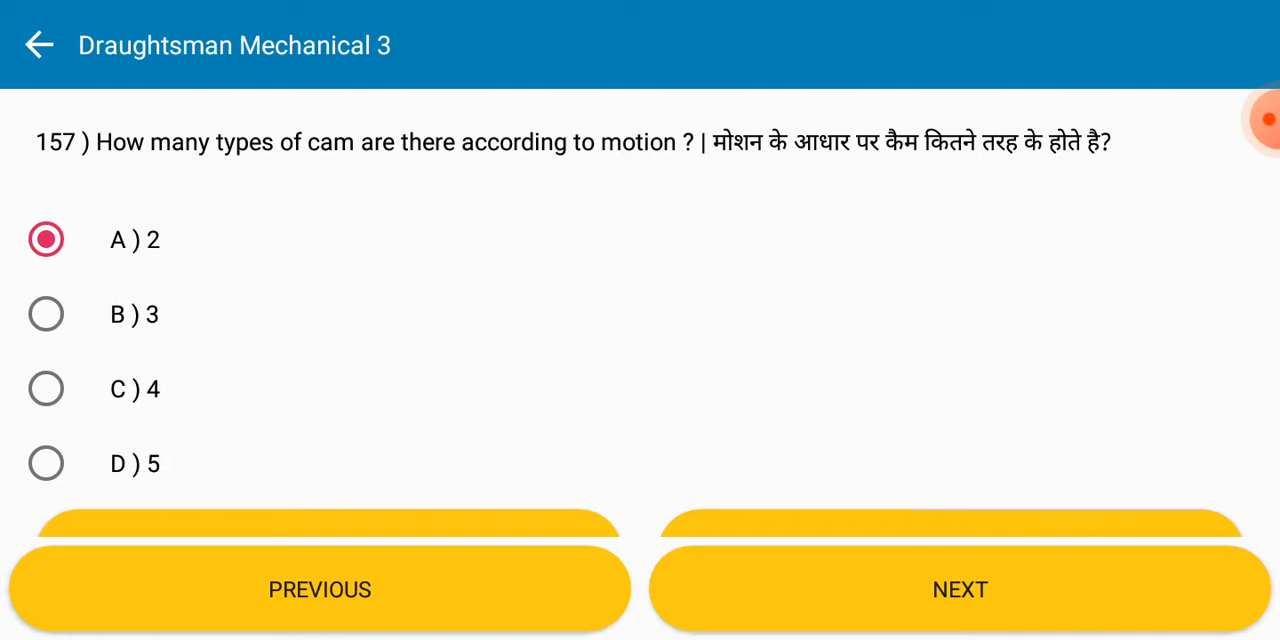 Draughtsman Mechanical 3
157 ) How many types of cam are there according to motion ? | मोशन के आधार पर कैम कितने तरह के होते है?
A ) 2
B ) 3
C ) 4
D ) 5
PREVIOUS
NEXT